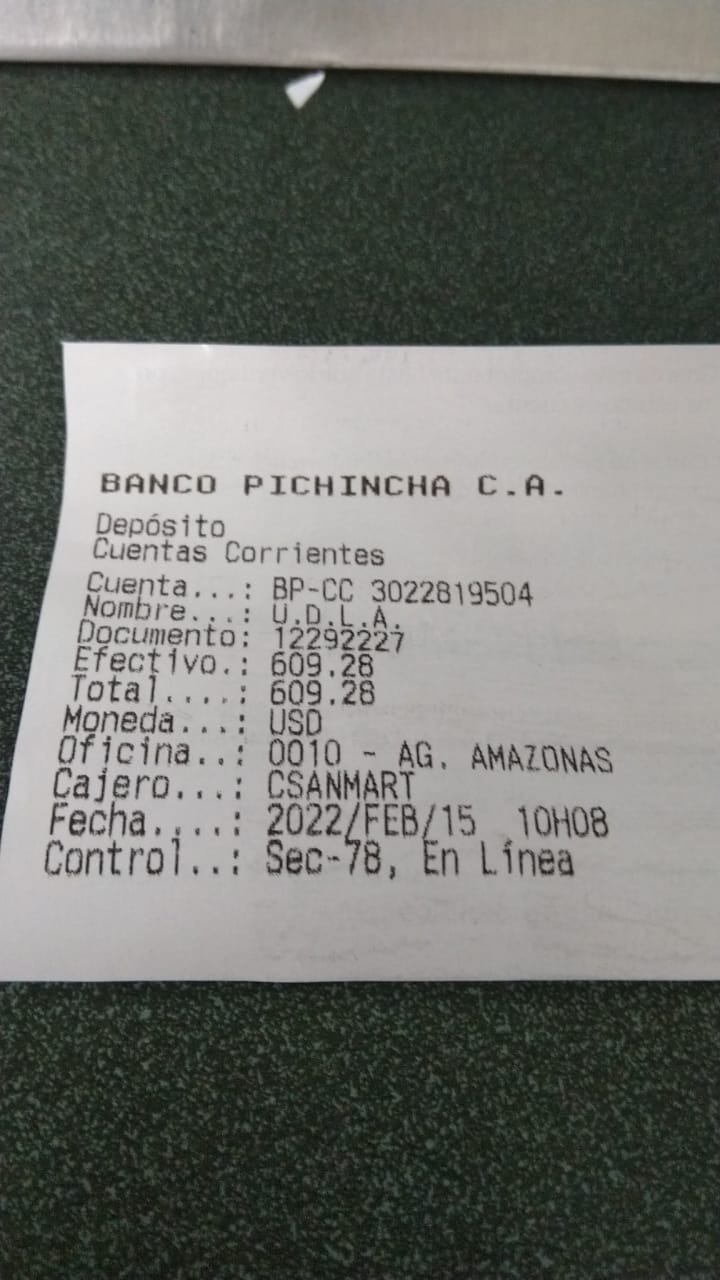 BANCO PICHINCHA C.A.
Depósito
Cuentas Corrientes
Cuenta...: BP-CC 3022819504
Nombre...: U.D.L.A.
Documento: 12292227
Efectivo.: 609.28
Total....: 609.28
Moneda...: USD
Oficina..: 0010 - AG. AMAZONAS
Cajero...: CSANMART
Fecha....: 2022/FEB/15 10H08
Control..: Sec-78, En Línea